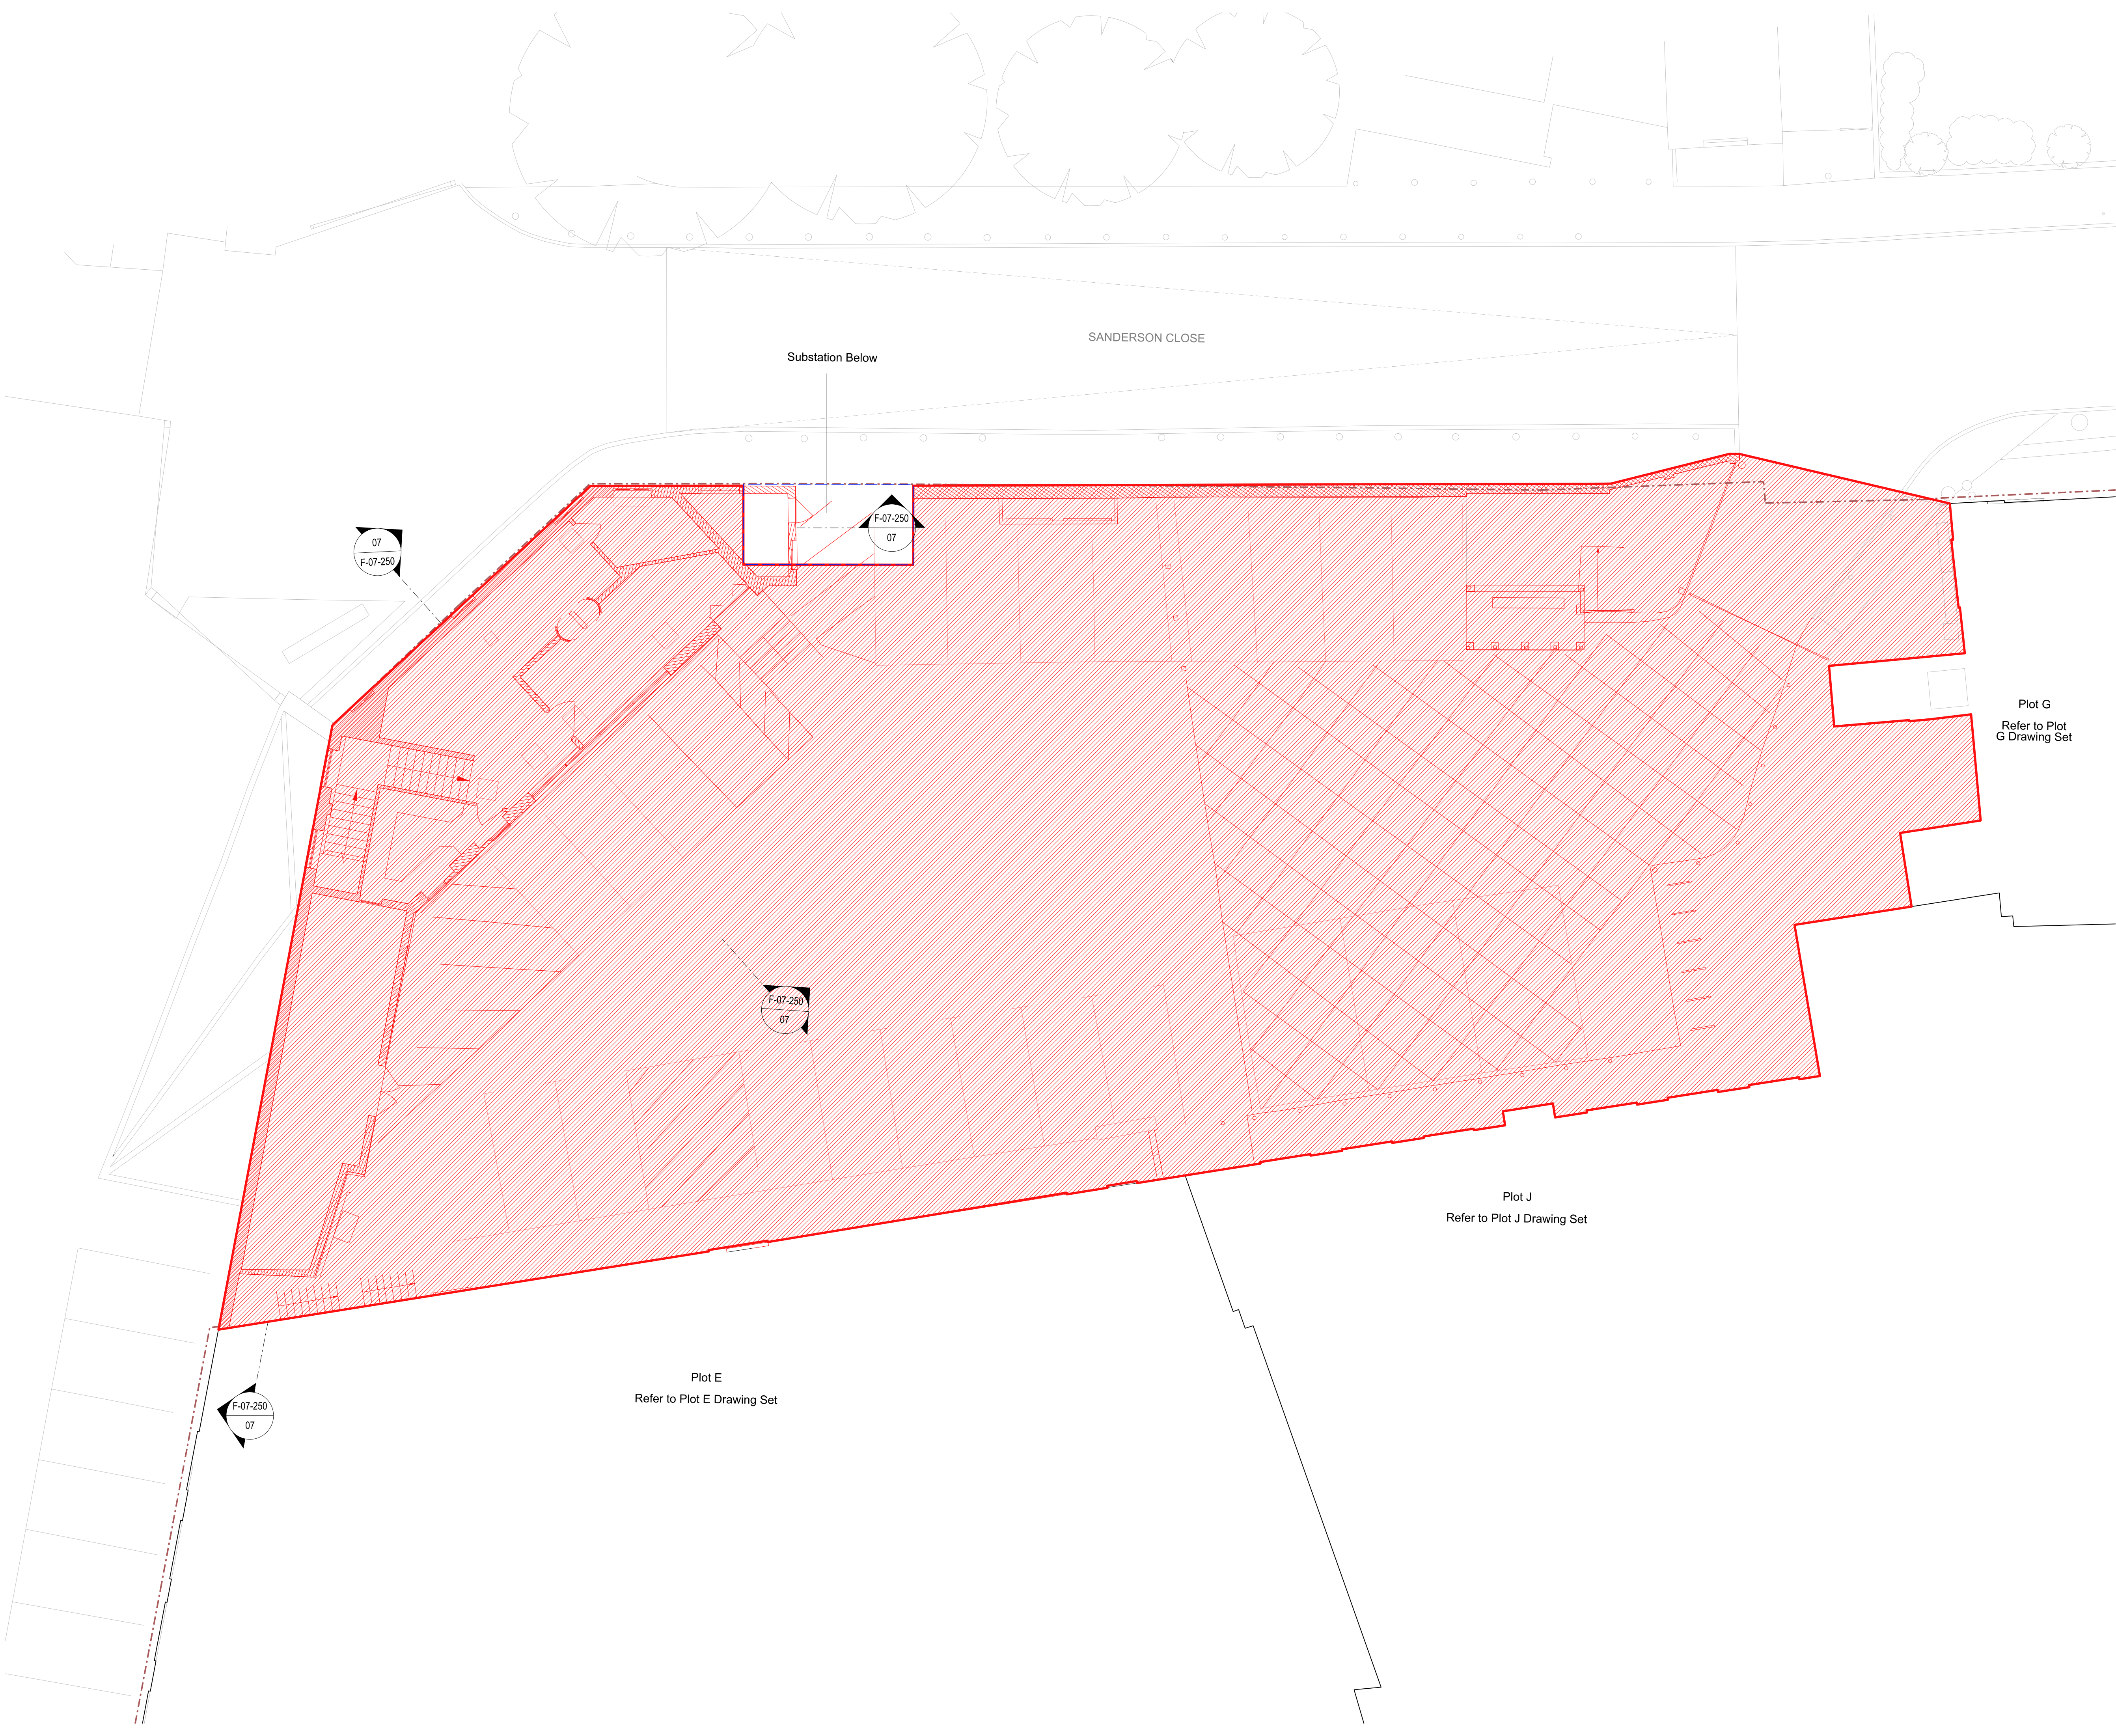 SANDERSON CLOSE
Substation Below
F-07-250
07
07
F-07-250
Plot G
Refer to Plot
G Drawing Set
F-07-250
07
Plot J
Refer to Plot J Drawing Set
Plot E
Refer to Plot E Drawing Set
F-07-250
07